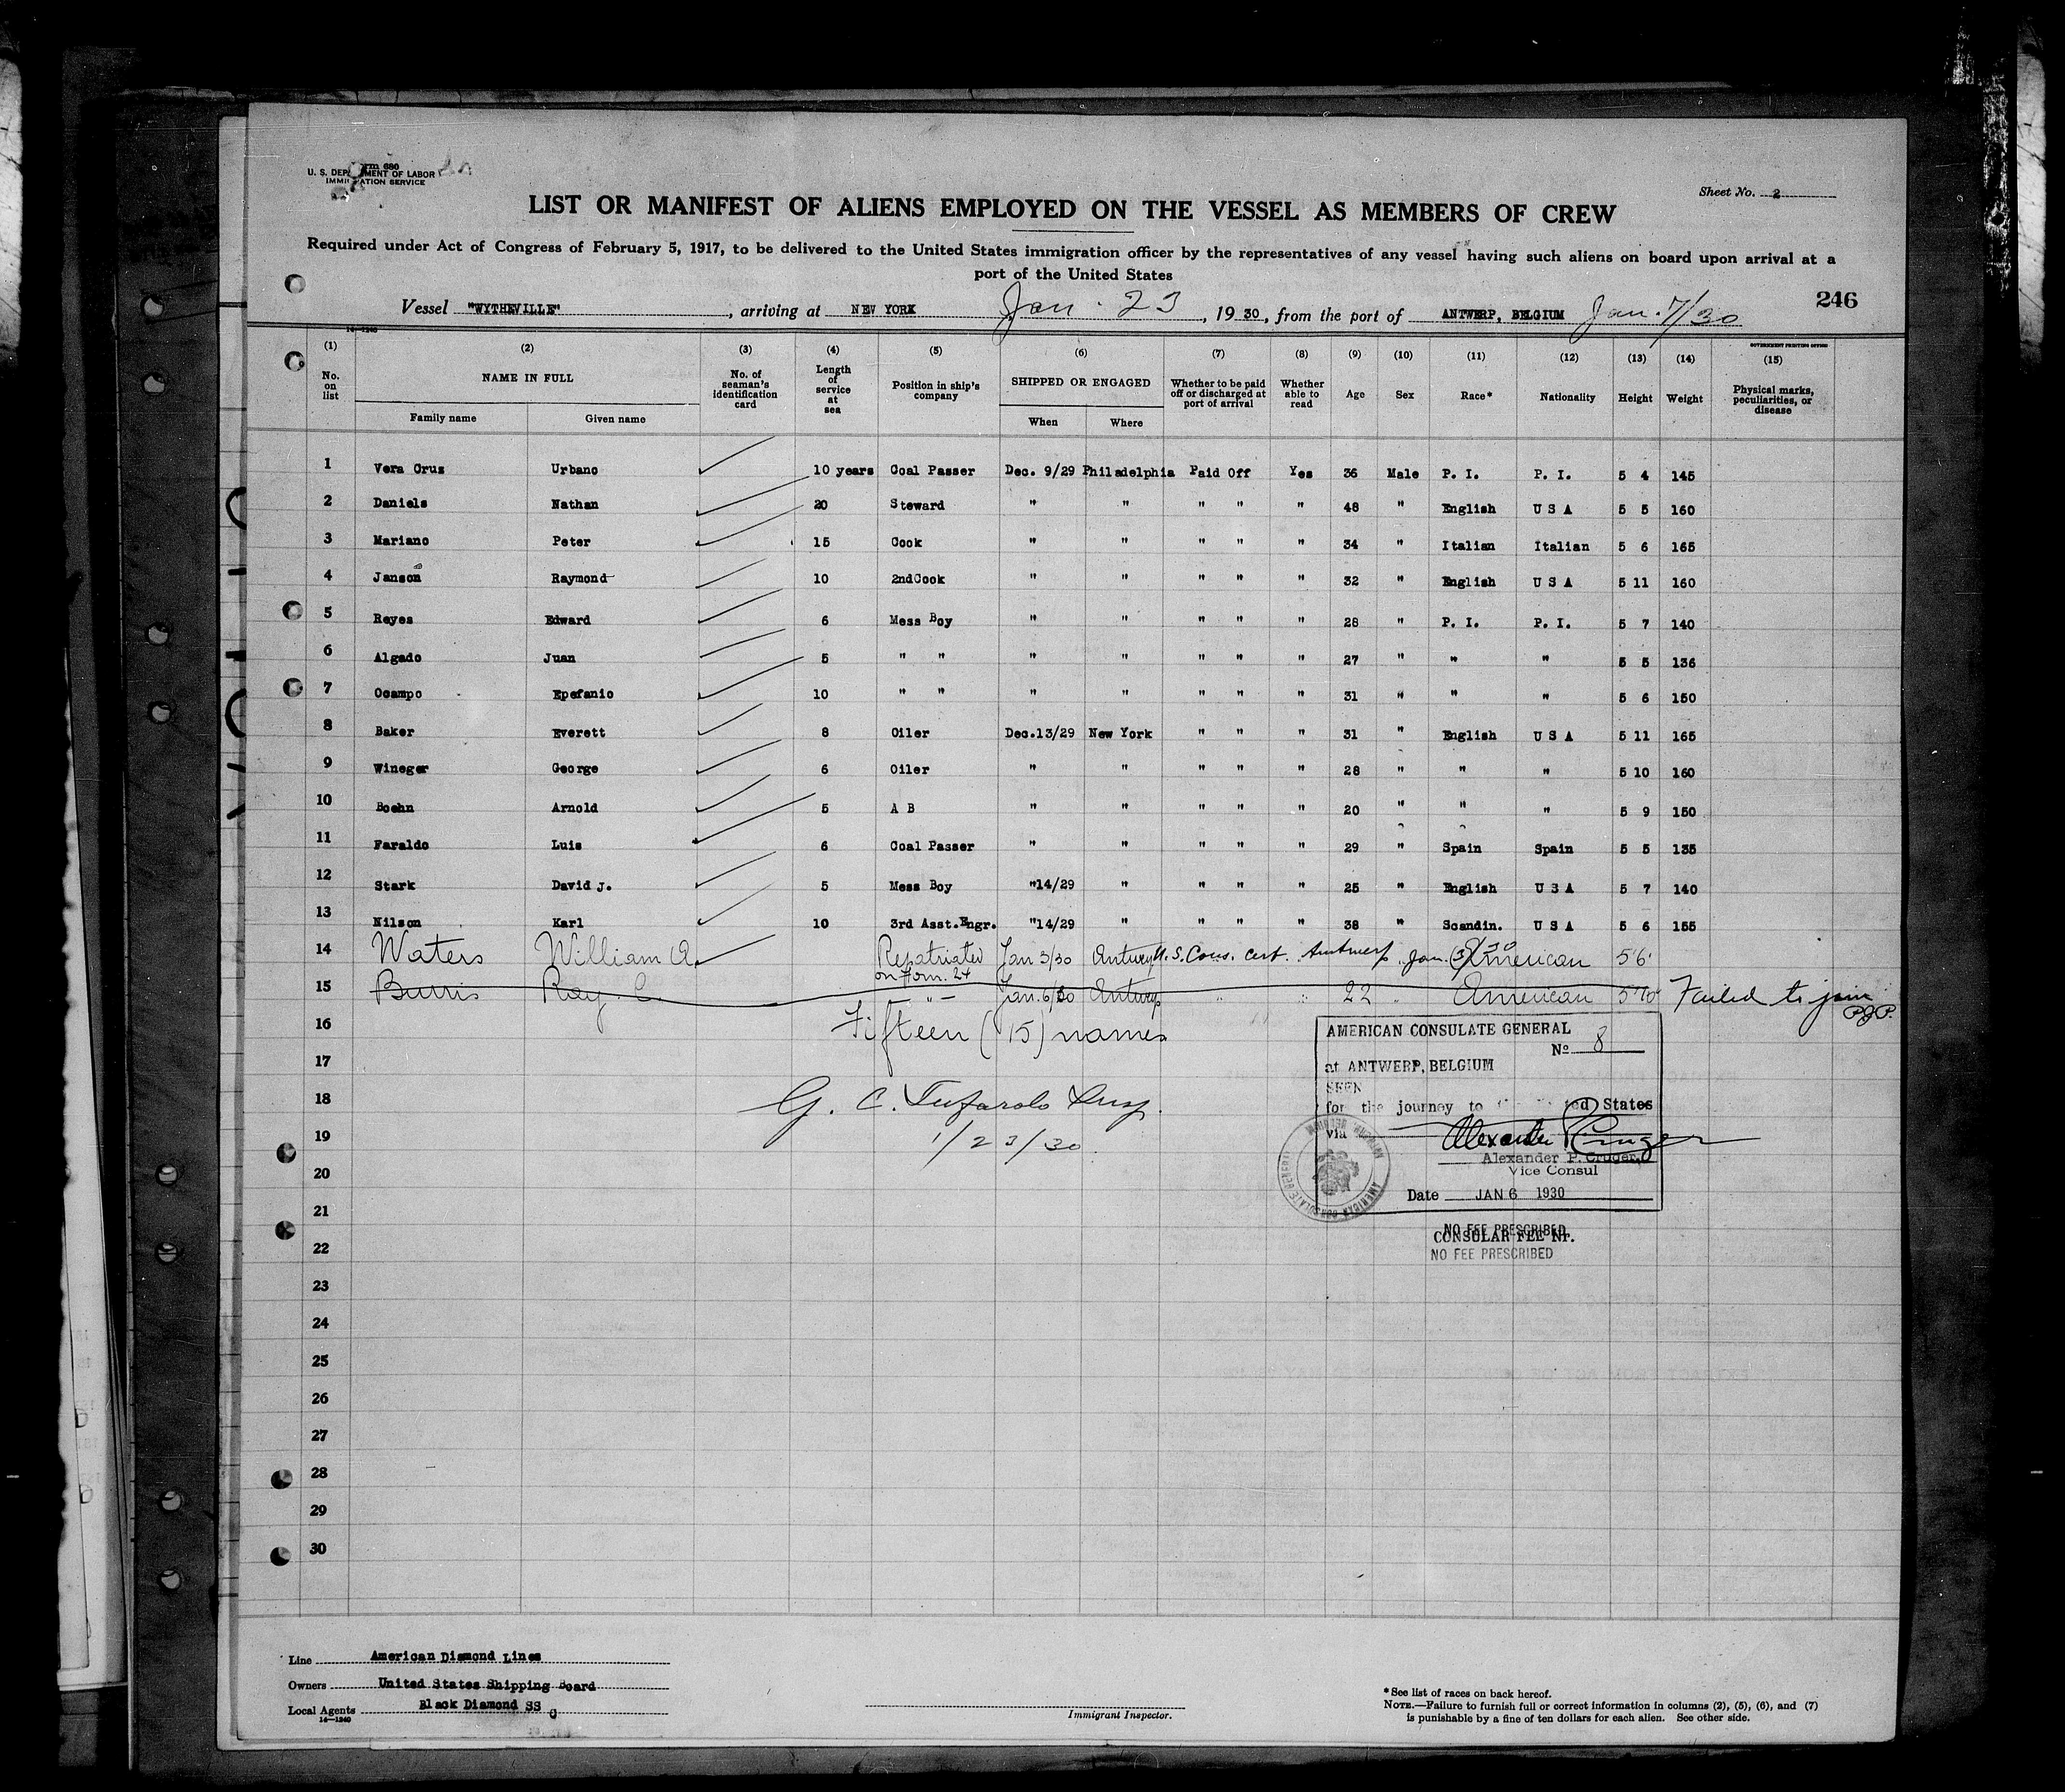 Form 680
U. S. DEPARTMENT OF LABOR
IMMIGRATION SERVICE
Sheet No. 2
LIST OR MANIFEST OF ALIENS EMPLOYED ON THE VESSEL AS MEMBERS OF CREW
Required under Act of Congress of February 5, 1917, to be delivered to the United States immigration officer by the representatives of any vessel having such aliens on board upon arrival at a
port of the United States
246
Vessel "WYTHEVILLE", arriving at NEW YORK Jan. 23, 1930, from the port of ANTWERP, BELGIUM Jan. 7/30
14—1240
GOVERNMENT PRINTING OFFICE
(1) (2) (3) (4) (5) (6) (7) (8) (9) (10) (11) (12) (13) (14) (15)
No. on list NAME IN FULL No. of seaman's identification card Length of service at sea Position in ship's company SHIPPED OR ENGAGED Whether to be paid off or discharged at port of arrival Whether able to read Age Sex Race* Nationality Height Weight Physical marks, peculiarities, or disease
Family name Given name When Where
1 Vera Cruz Urbano 10 years Coal Passer Dec. 9/29 Philadelphia Paid Off Yes 36 Male P. I. P. I. 5 4 145
2 Daniels Nathan 20 Steward " " " " " 48 " English U S A 5 5 160
3 Mariano Peter 15 Cook " " " " " 34 " Italian Italian 5 6 165
4 Janson Raymond 10 2ndCook " " " " " 32 " English U S A 5 11 160
5 Reyes Edward 6 Mess Boy " " " " " 28 " P. I. P. I. 5 7 140
6 Algado Juan 5 " " " " " " " 27 " " " 5 5 136
7 Ocampo Epefanio 10 " " " " " " " 31 " " " 5 6 150
8 Baker Everett 8 Oiler Dec.13/29 New York " " " 31 " English U S A 5 11 165
9 Wineger George 6 Oiler " " " " " 28 " " " 5 10 160
10 Boehn Arnold 5 A B " " " " " 20 " " " 5 9 150
11 Faraldo Luis 6 Coal Passer " " " " " 29 " Spain Spain 5 5 135
12 Stark David J. 5 Mess Boy "14/29 " " " " 25 " English U S A 5 7 140
13 Nilson Karl 10 3rd Asst.Engr. "14/29 " " " " 38 " Scandin. U S A 5 6 155
14 Waters William A. Repatriated on Form. 24 Jan 3/30 Antwerp U.S. Cons. cert. Antwerp Jan. (3)/30 American 5 6
15 Burris Ray C. " Jan. 6/30 Antwerp " " 22 " American 5 10 Failed to join
P.J.P.
16 Fifteen (15) names
17
18 G. C. Tufarolo Insp.
19 1/23/30
20
21
22
23
24
25
26
27
28
29
30
AMERICAN CONSULATE GENERAL
No 8
at ANTWERP, BELGIUM
SEEN
for the journey to the United States
via
Alexander P. Cruger
Alexander P. Cruger,
Vice Consul
Date JAN 6 1930
NO FEE PRESCRIBED
CONSULAR FEE Nr.
NO FEE PRESCRIBED
Line American Diamond Lines
Owners United States Shipping Board
Local Agents Black Diamond SS
14—1240
Immigrant Inspector.
*See list of races on back hereof.
NOTE.—Failure to furnish full or correct information in columns (2), (5), (6), and (7)
is punishable by a fine of ten dollars for each alien. See other side.